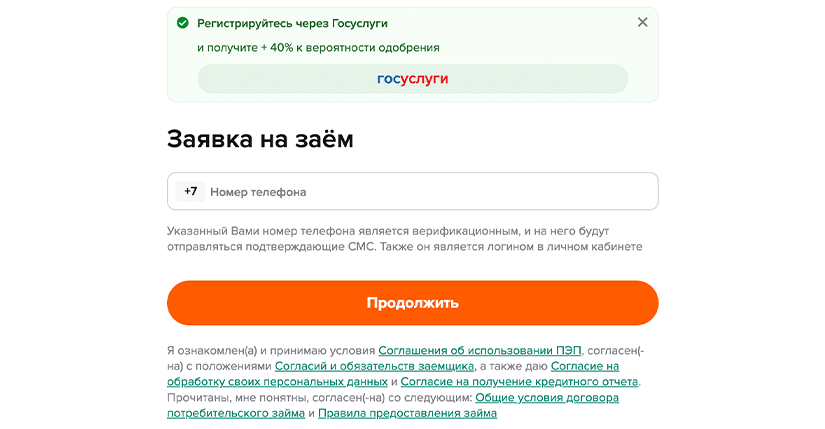 Регистрируйтесь через Госуслуги
и получите + 40% к вероятности одобрения
госуслуги
Заявка на заём
+7 Номер телефона
Указанный Вами номер телефона является верификационным, и на него будут
отправляться подтверждающие СМС. Также он является логином в личном кабинете
Продолжить
Я ознакомлен(а) и принимаю условия Соглашения об использовании ПЭП, согласен(-
на) с положениями Согласий и обязательств заемщика, а также даю Согласие на
обработку своих персональных данных и Согласие на получение кредитного отчета.
Прочитаны, мне понятны, согласен(-на) со следующим: Общие условия договора
потребительского займа и Правила предоставления займа